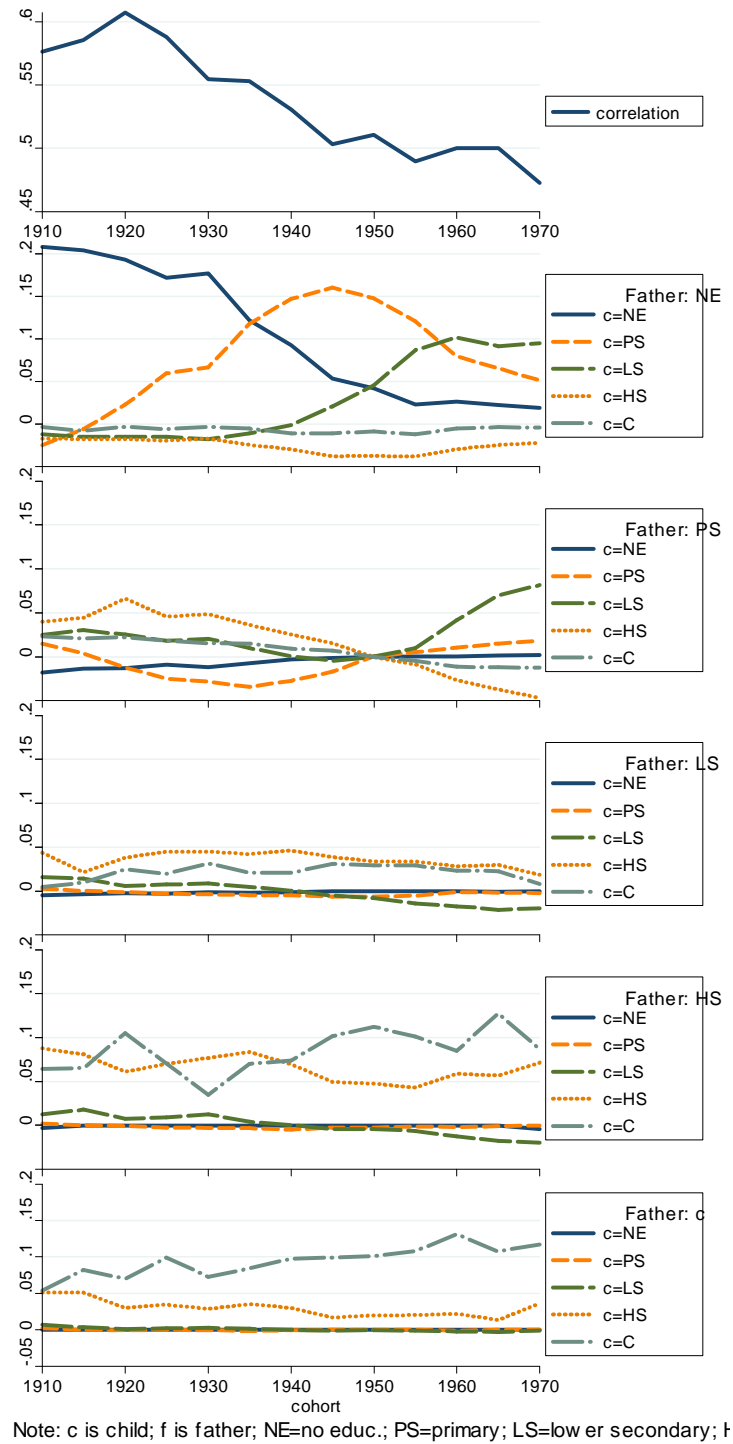 .6
.55
.5
.45
correlation
1910 1920 1930 1940 1950 1960 1970
.2
.15
.1
.05
0
Father: NE
c=NE
c=PS
c=LS
c=HS
c=C
.2
.15
.1
.05
0
Father: PS
c=NE
c=PS
c=LS
c=HS
c=C
.2
.15
.1
.05
0
Father: LS
c=NE
c=PS
c=LS
c=HS
c=C
.2
.15
.1
.05
0
Father: HS
c=NE
c=PS
c=LS
c=HS
c=C
.2
.15
.1
.05
0
-.05
Father: c
c=NE
c=PS
c=LS
c=HS
c=C
1910 1920 1930 1940 1950 1960 1970
cohort
Note: c is child; f is father; NE=no educ.; PS=primary; LS=lower secondary; H